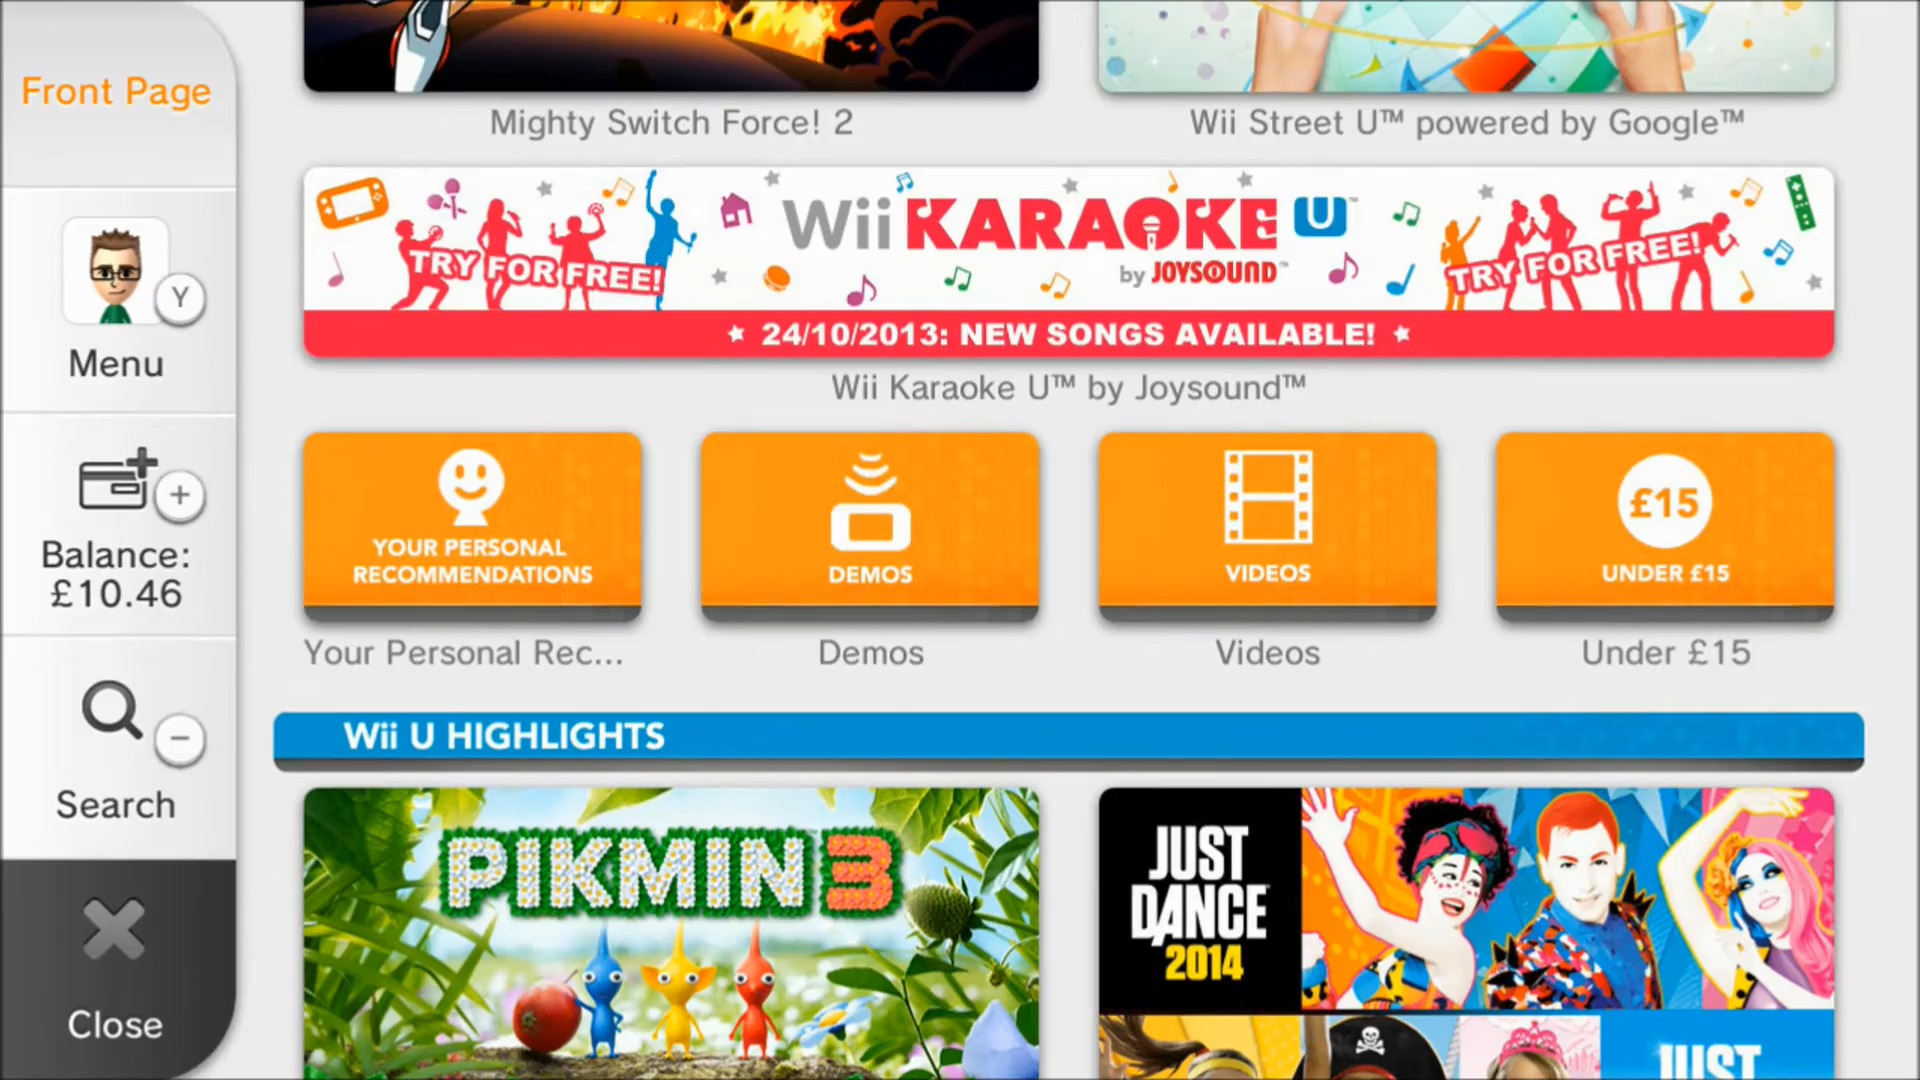 Front Page
Mighty Switch Force! 2
Wii Street U™ powered by Google™
TRY FOR FREE!
Wii KARAOKE U™
by JOYSOUND™
TRY FOR FREE!
24/10/2013: NEW SONGS AVAILABLE!
Wii Karaoke U™ by Joysound™
Y
Menu
+
Balance:
£10.46
YOUR PERSONAL
RECOMMENDATIONS
DEMOS
VIDEOS
£15
UNDER £15
Your Personal Rec...
Demos
Videos
Under £15
−
Search
Wii U HIGHLIGHTS
PIKMIN 3
JUST
DANCE
2014
JUST
Close